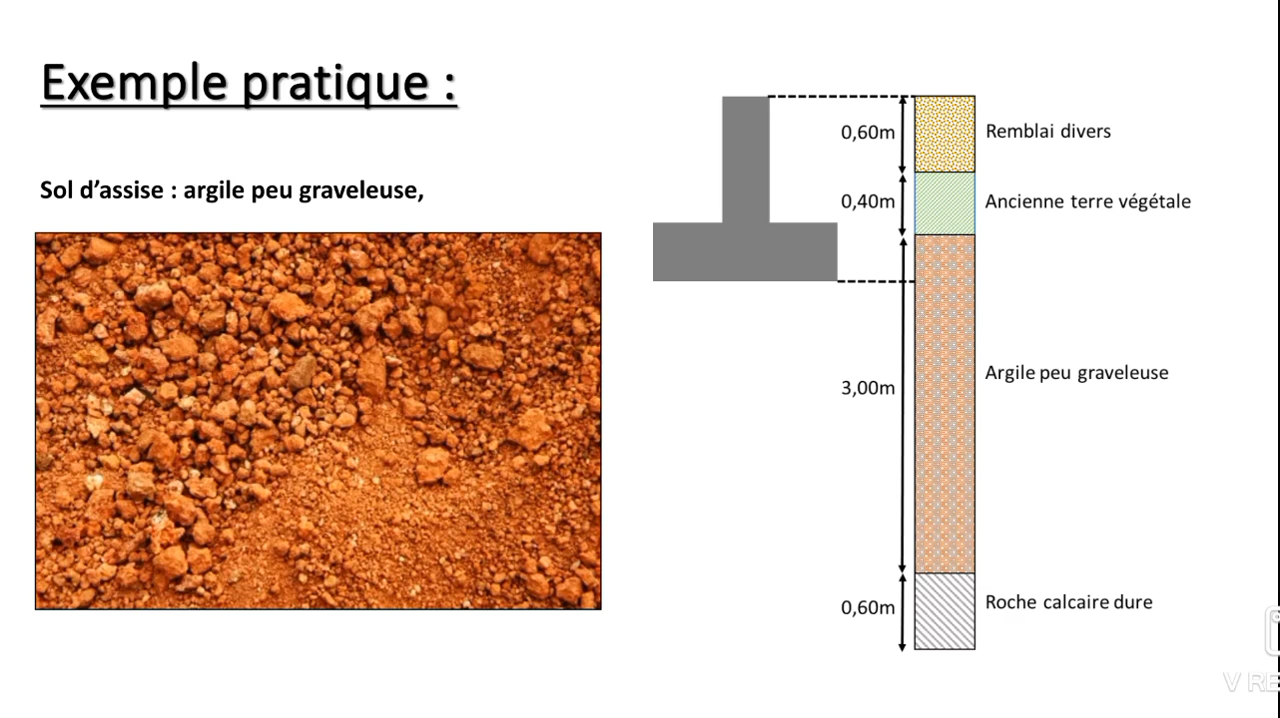 Exemple pratique :
Sol d’assise : argile peu graveleuse,
0,60m
Remblai divers
0,40m
Ancienne terre végétale
Argile peu graveleuse
3,00m
Roche calcaire dure
0,60m